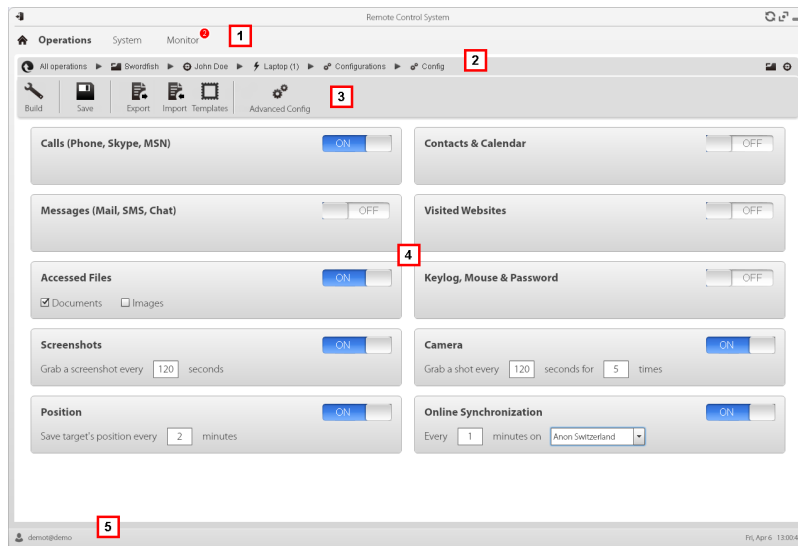 Remote Control System
Operations System Monitor 2 1
All operations Swordfish John Doe Laptop (1) Configurations Config 2
Build Save Export Import Templates Advanced Config 3
Calls (Phone, Skype, MSN) ON
Contacts & Calendar OFF
Messages (Mail, SMS, Chat) OFF
Visited Websites OFF
4
Accessed Files ON
Documents Images
Keylog, Mouse & Password OFF
Screenshots ON
Grab a screenshot every 120 seconds
Camera ON
Grab a shot every 120 seconds for 5 times
Position ON
Save target's position every 2 minutes
Online Synchronization ON
Every 1 minutes on Anon Switzerland
5
demot@demo
Fri, Apr 6 13:00:4